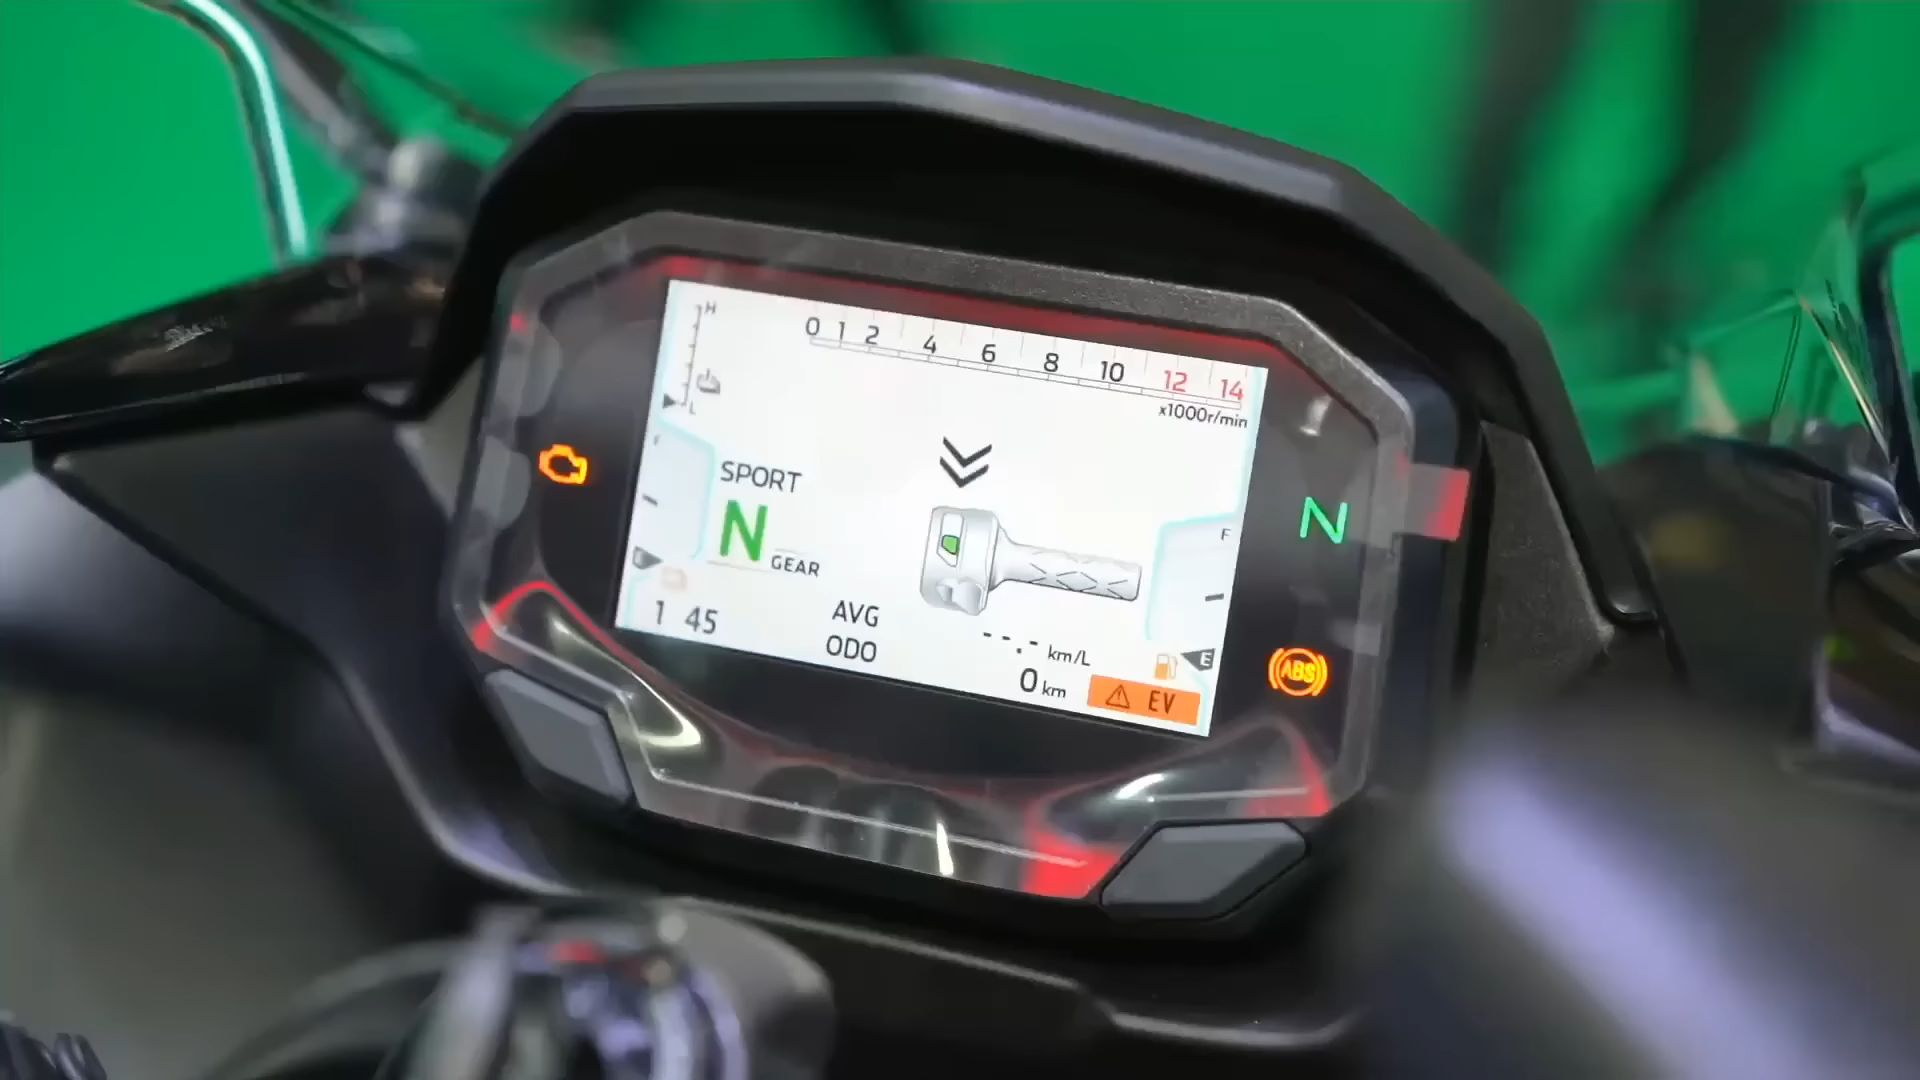 H
0 1 2 4 6 8 10 12 14
x1000r/min
L
SPORT
N
GEAR
F
N
1 45
AVG
--.- km/L
E
ODO
0 km
EV
ABS